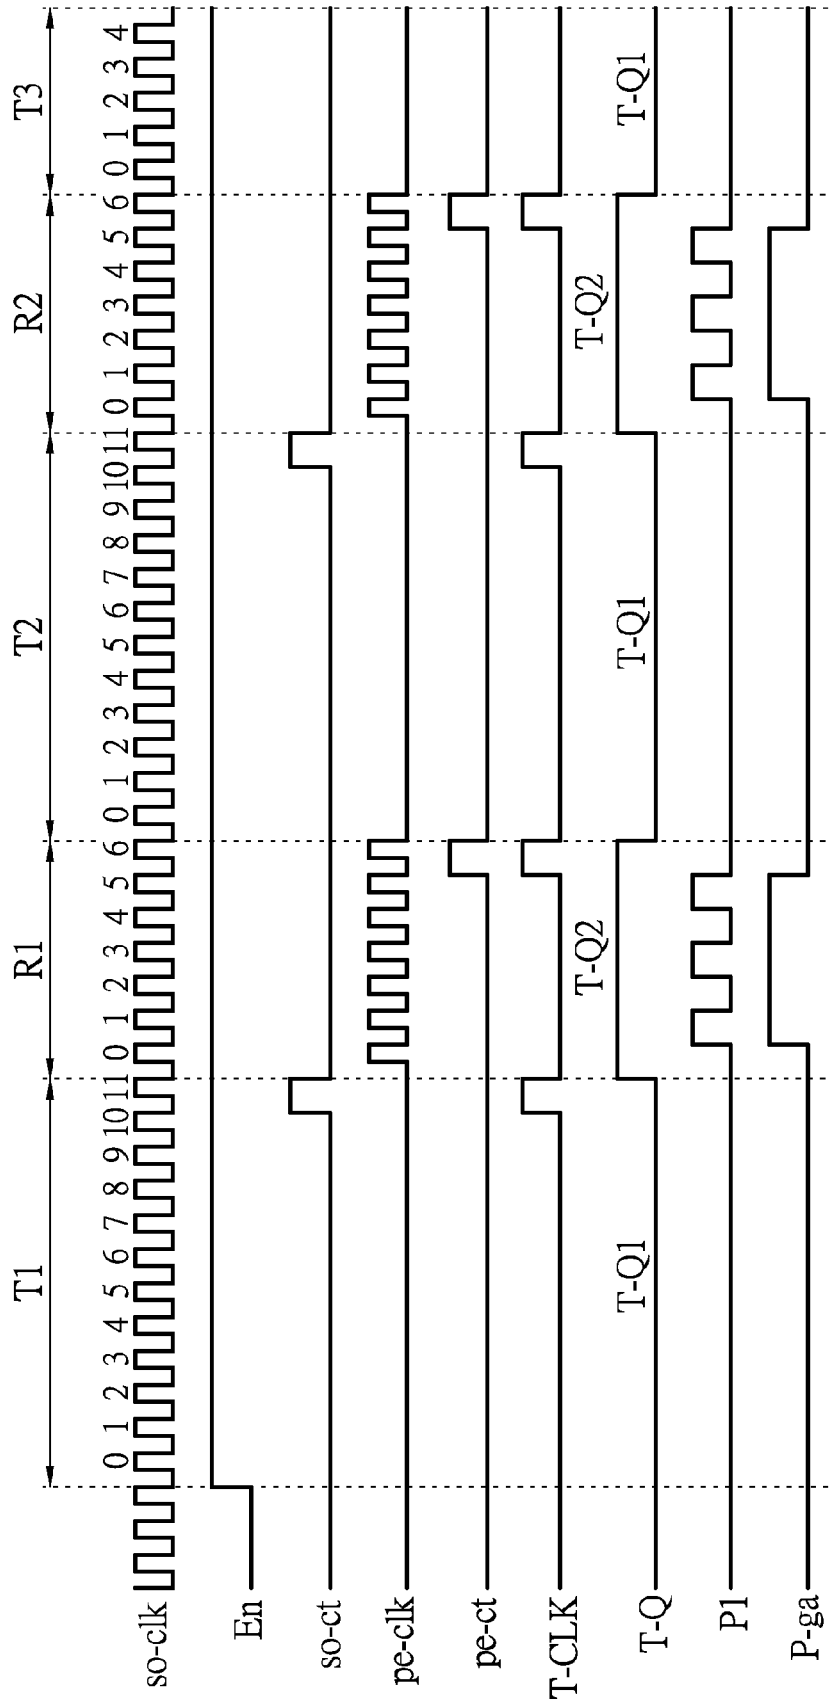 T1 R1 T2 R2 T3
0 1 2 3 4 5 6 7 8 9 10 11 0 1 2 3 4 5 6 0 1 2 3 4 5 6 7 8 9 10 11 0 1 2 3 4 5 6 0 1 2 3 4
so-clk
En
so-ct
pe-clk
pe-ct
T-CLK
T-Q2 T-Q2
T-Q T-Q1 T-Q1 T-Q1
P1
P-ga